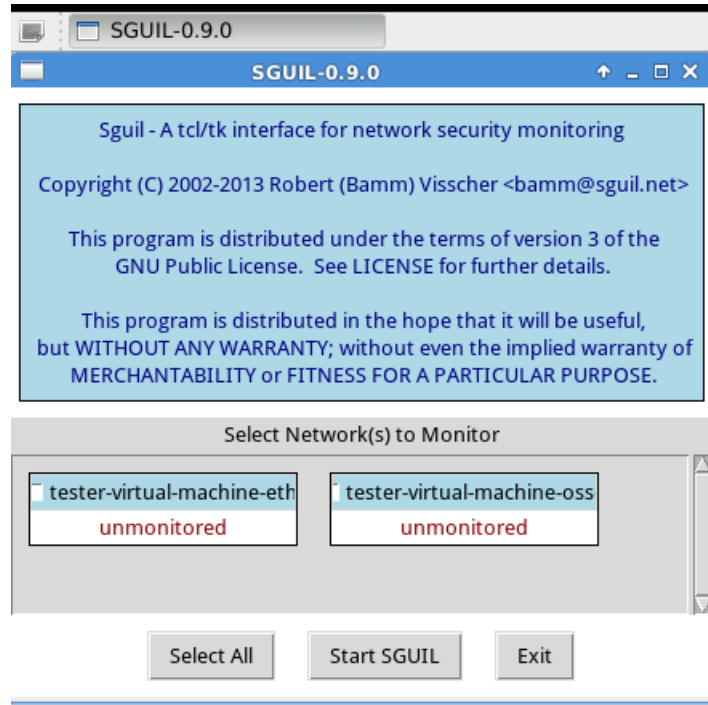 SGUIL-0.9.0
SGUIL-0.9.0
Sguil - A tcl/tk interface for network security monitoring
Copyright (C) 2002-2013 Robert (Bamm) Visscher <bamm@sguil.net>
This program is distributed under the terms of version 3 of the
GNU Public License.  See LICENSE for further details.
This program is distributed in the hope that it will be useful,
but WITHOUT ANY WARRANTY; without even the implied warranty of
MERCHANTABILITY or FITNESS FOR A PARTICULAR PURPOSE.
Select Network(s) to Monitor
tester-virtual-machine-eth tester-virtual-machine-oss
unmonitored unmonitored
Select All Start SGUIL Exit